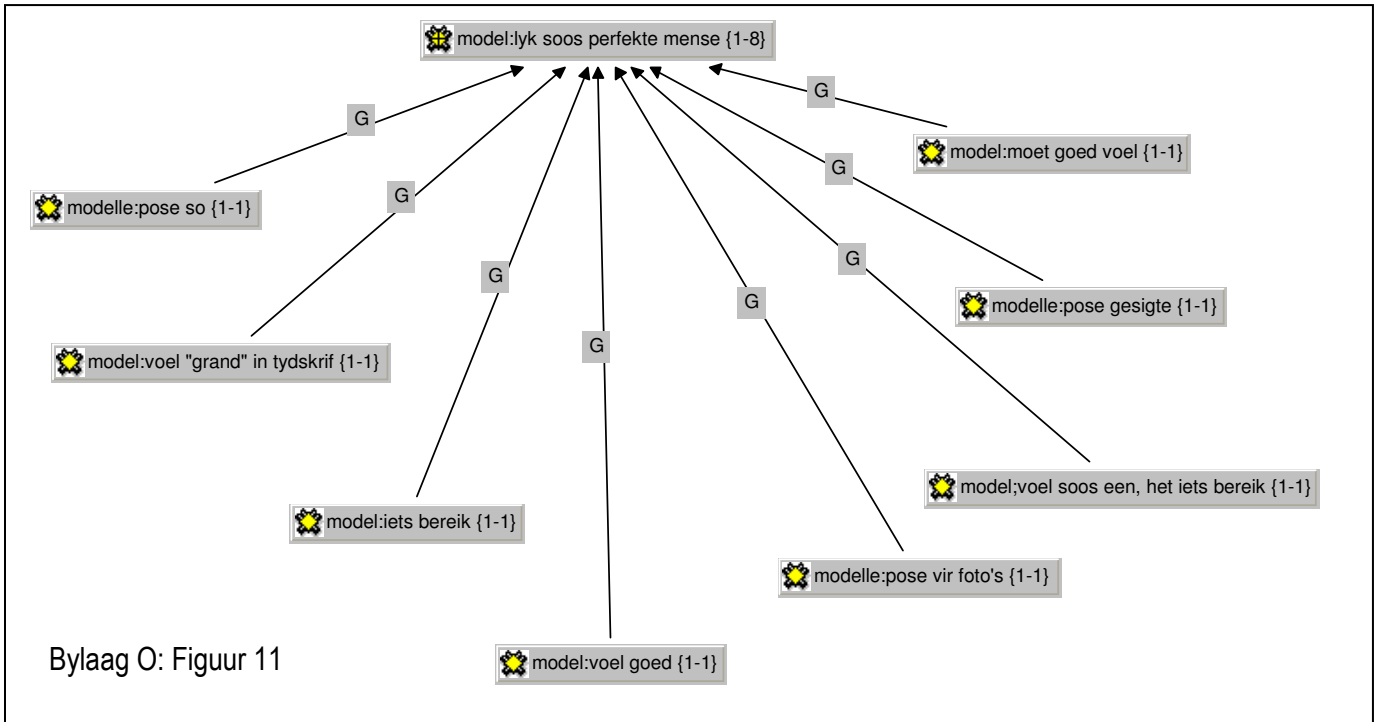 model:lyk soos perfekte mense {1-8}
G
G
model:moet goed voel {1-1}
G
G
modelle:pose so {1-1}
G
G
modelle:pose gesigte {1-1}
G
G
model:voel "grand" in tydskrif {1-1}
model;voel soos een, het iets bereik {1-1}
model:iets bereik {1-1}
modelle:pose vir foto's {1-1}
Bylaag O: Figuur 11
model:voel goed {1-1}